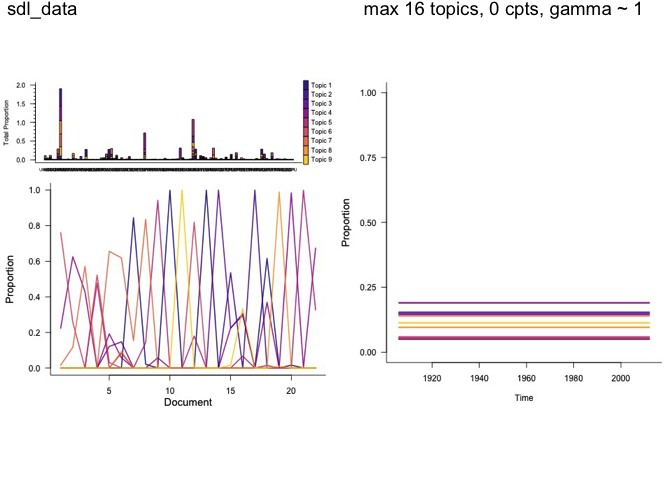 sdl_data
max 16 topics, 0 cpts, gamma ~ 1
Total Proportion
2.0
1.5
1.0
0.5
0.0
Topic 1
Topic 2
Topic 3
Topic 4
Topic 5
Topic 6
Topic 7
Topic 8
Topic 9
Proportion
1.0
0.8
0.6
0.4
0.2
0.0
5
10
15
20
Document
Proportion
1.00
0.75
0.50
0.25
0.00
1920
1940
1960
1980
2000
Time